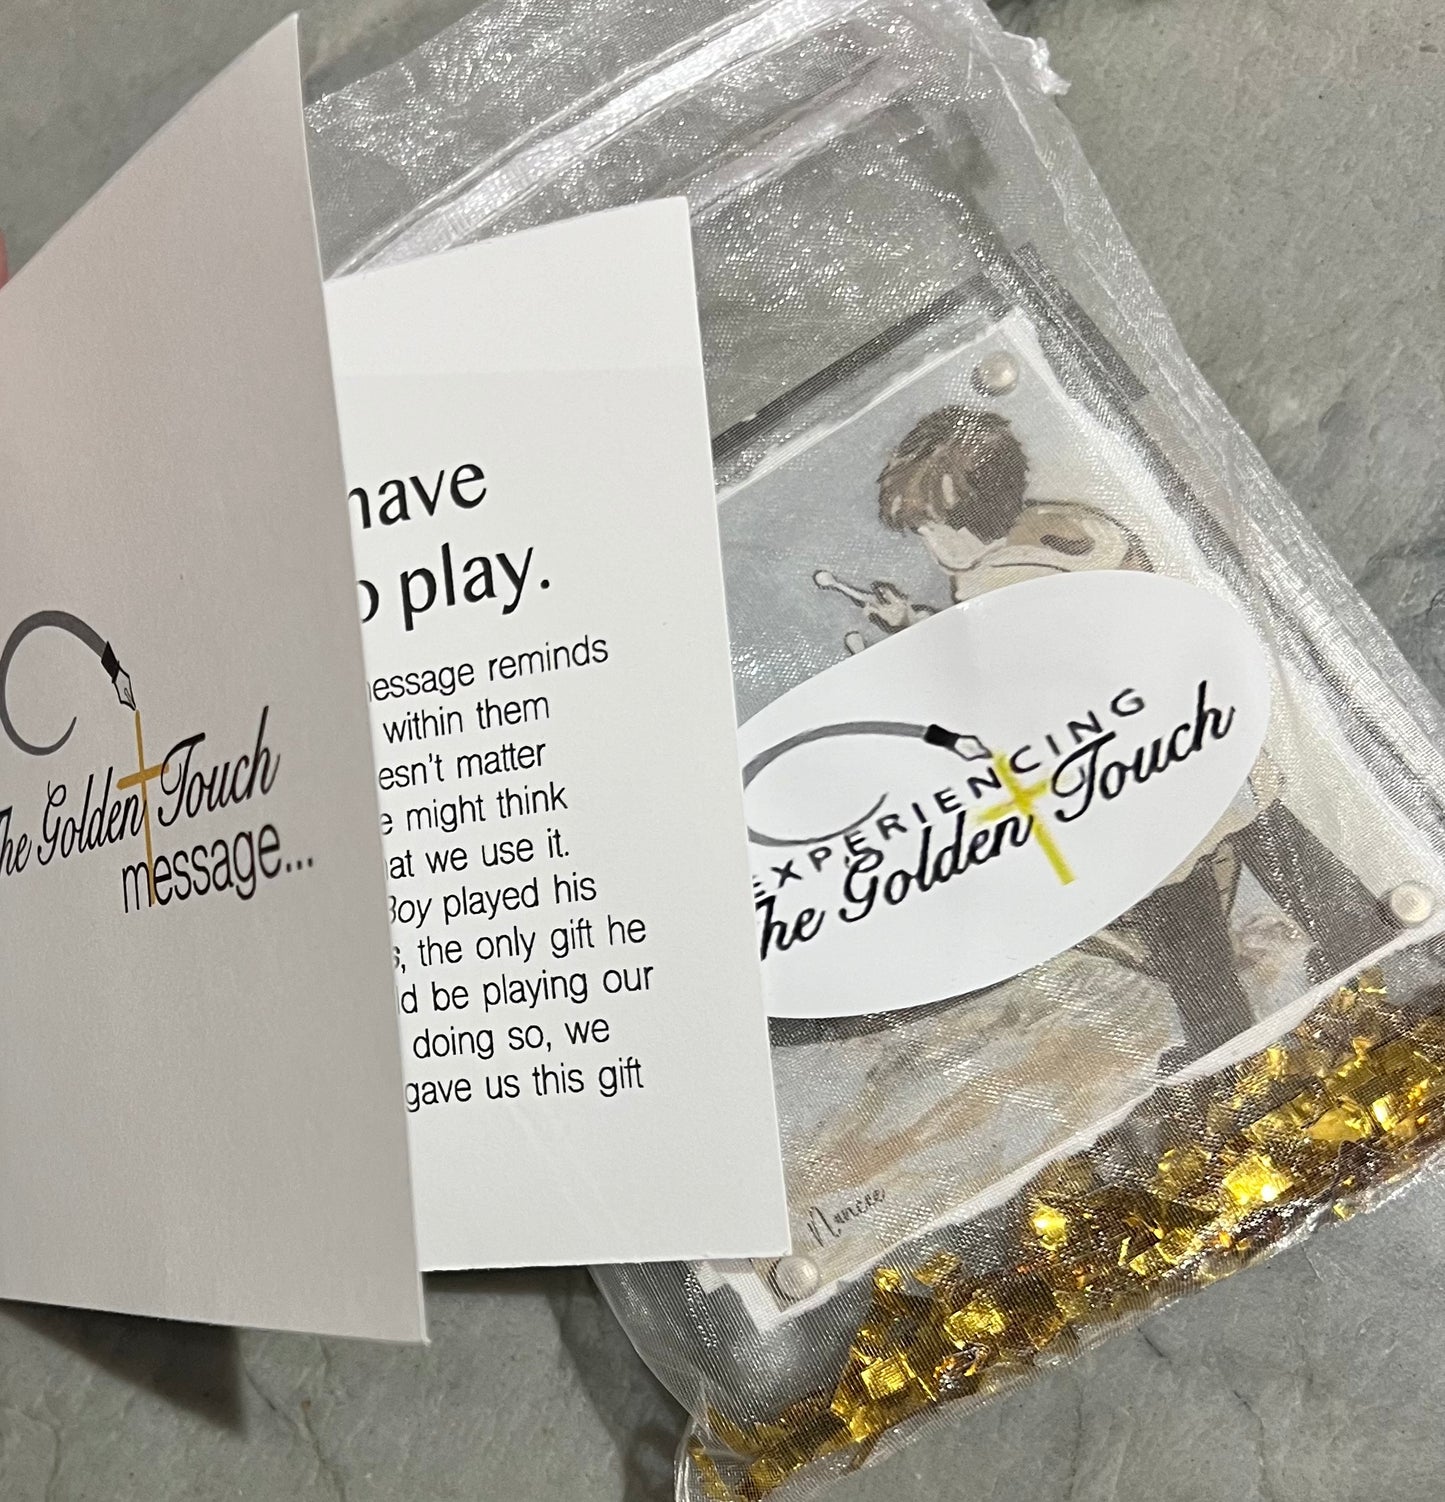 The Golden Touch
message...
have
play.
message reminds
within them
matter
might think
at we use it.
Boy played his
the only gift he
be playing our
doing so, we
gave us this gift
EXPERIENCING
The Golden Touch